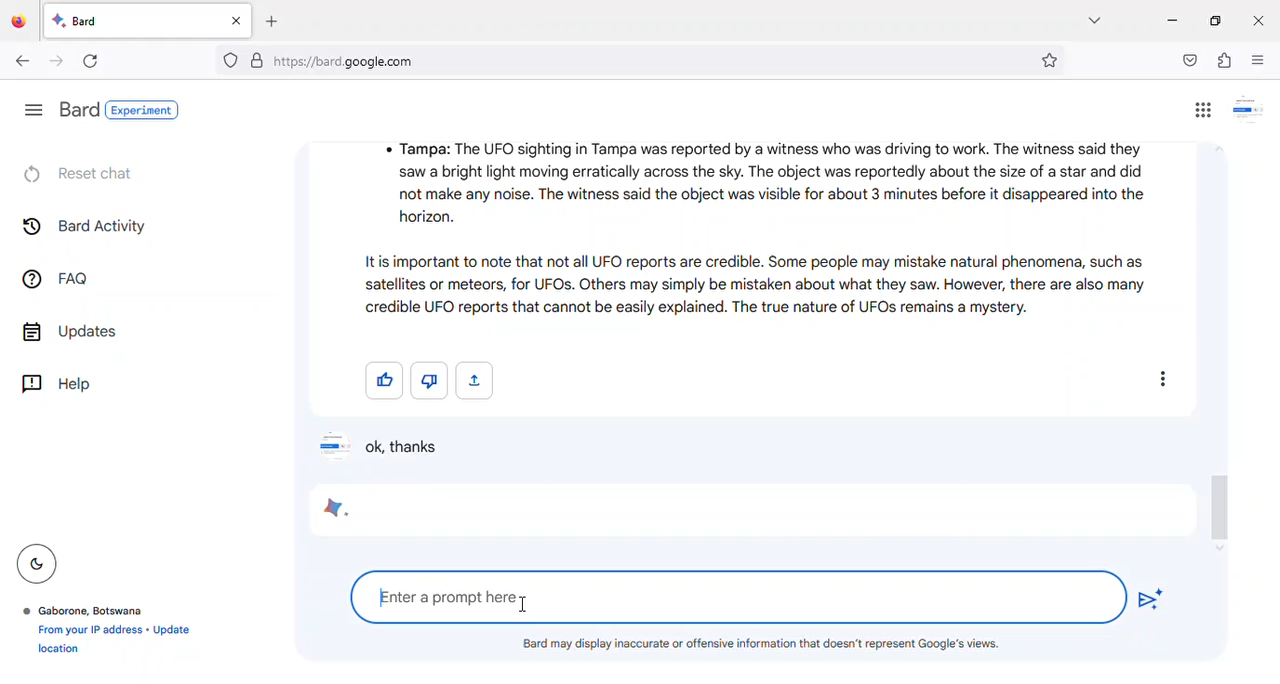 Bard
https://bard.google.com
Bard Experiment
Reset chat
Bard Activity
FAQ
Updates
Help
Gaborone, Botswana
From your IP address • Update
location
• Tampa: The UFO sighting in Tampa was reported by a witness who was driving to work. The witness said they
saw a bright light moving erratically across the sky. The object was reportedly about the size of a star and did
not make any noise. The witness said the object was visible for about 3 minutes before it disappeared into the
horizon.
It is important to note that not all UFO reports are credible. Some people may mistake natural phenomena, such as
satellites or meteors, for UFOs. Others may simply be mistaken about what they saw. However, there are also many
credible UFO reports that cannot be easily explained. The true nature of UFOs remains a mystery.
ok, thanks
Enter a prompt here
Bard may display inaccurate or offensive information that doesn't represent Google's views.